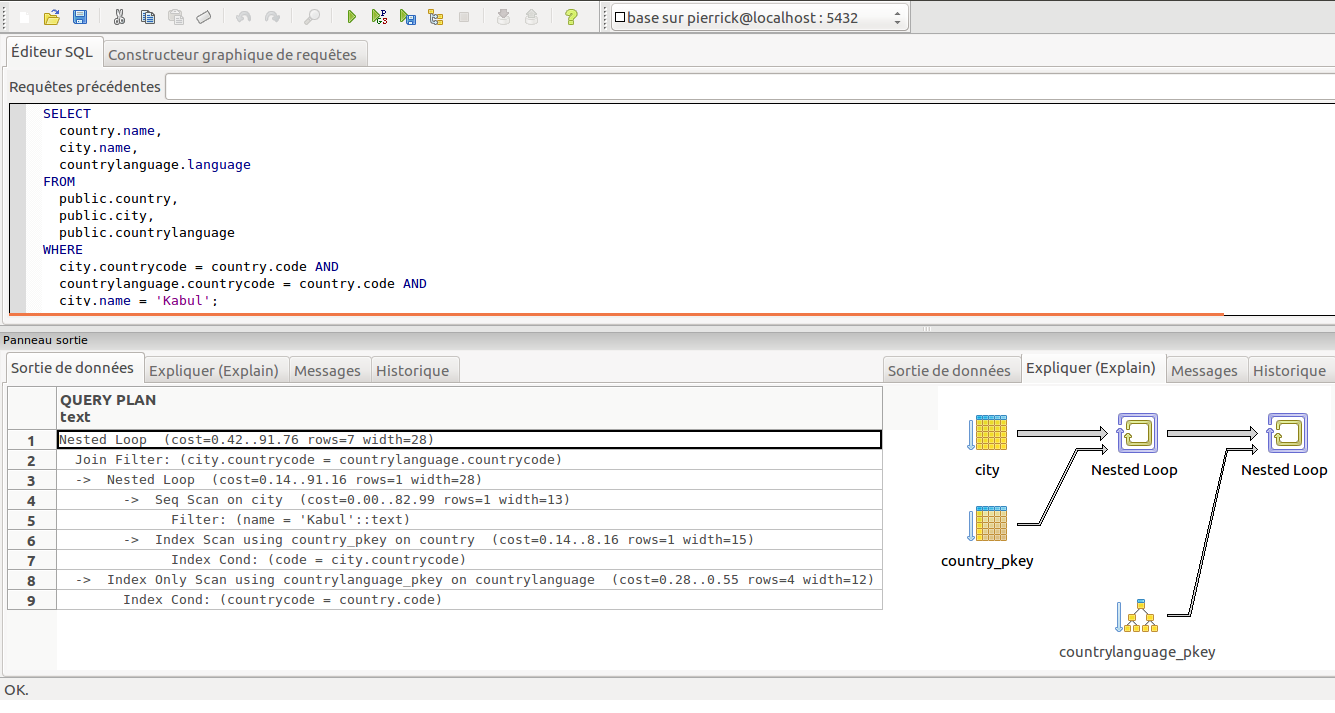 base sur pierrick@localhost : 5432
Éditeur SQL
Constructeur graphique de requêtes
Requêtes précédentes
SELECT
country.name,
city.name,
countrylanguage.language
FROM
public.country,
public.city,
public.countrylanguage
WHERE
city.countrycode = country.code AND
countrylanguage.countrycode = country.code AND
city.name = 'Kabul';
Panneau sortie
Sortie de données
Expliquer (Explain)
Messages
Historique
QUERY PLAN
text
1 Nested Loop (cost=0.42..91.76 rows=7 width=28)
2 Join Filter: (city.countrycode = countrylanguage.countrycode)
3 -> Nested Loop (cost=0.14..91.16 rows=1 width=28)
4 -> Seq Scan on city (cost=0.00..82.99 rows=1 width=13)
5 Filter: (name = 'Kabul'::text)
6 -> Index Scan using country_pkey on country (cost=0.14..8.16 rows=1 width=15)
7 Index Cond: (code = city.countrycode)
8 -> Index Only Scan using countrylanguage_pkey on countrylanguage (cost=0.28..0.55 rows=4 width=12)
9 Index Cond: (countrycode = country.code)
Sortie de données
Expliquer (Explain)
Messages
Historique
city
Nested Loop
Nested Loop
country_pkey
countrylanguage_pkey
OK.